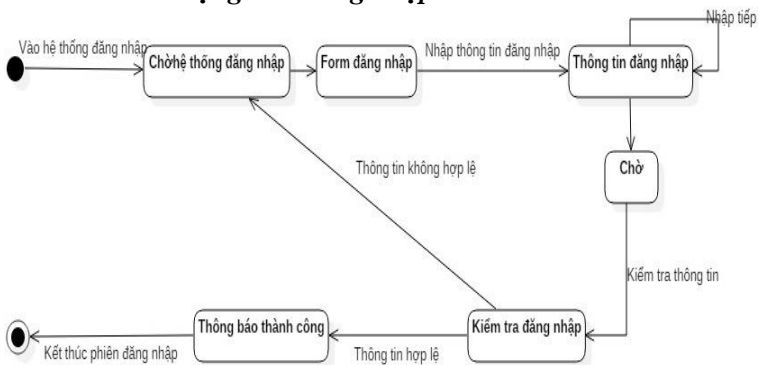 Nhập tiếp
Vào hệ thống đăng nhập
Chờhệ thống đăng nhập
Form đăng nhập
Nhập thông tin đăng nhập
Thông tin đăng nhập
Chờ
Thông tin không hợp lệ
Kiểm tra thông tin
Thông báo thành công
Kiểm tra đăng nhập
Kết thúc phiên đăng nhập
Thông tin hợp lệ